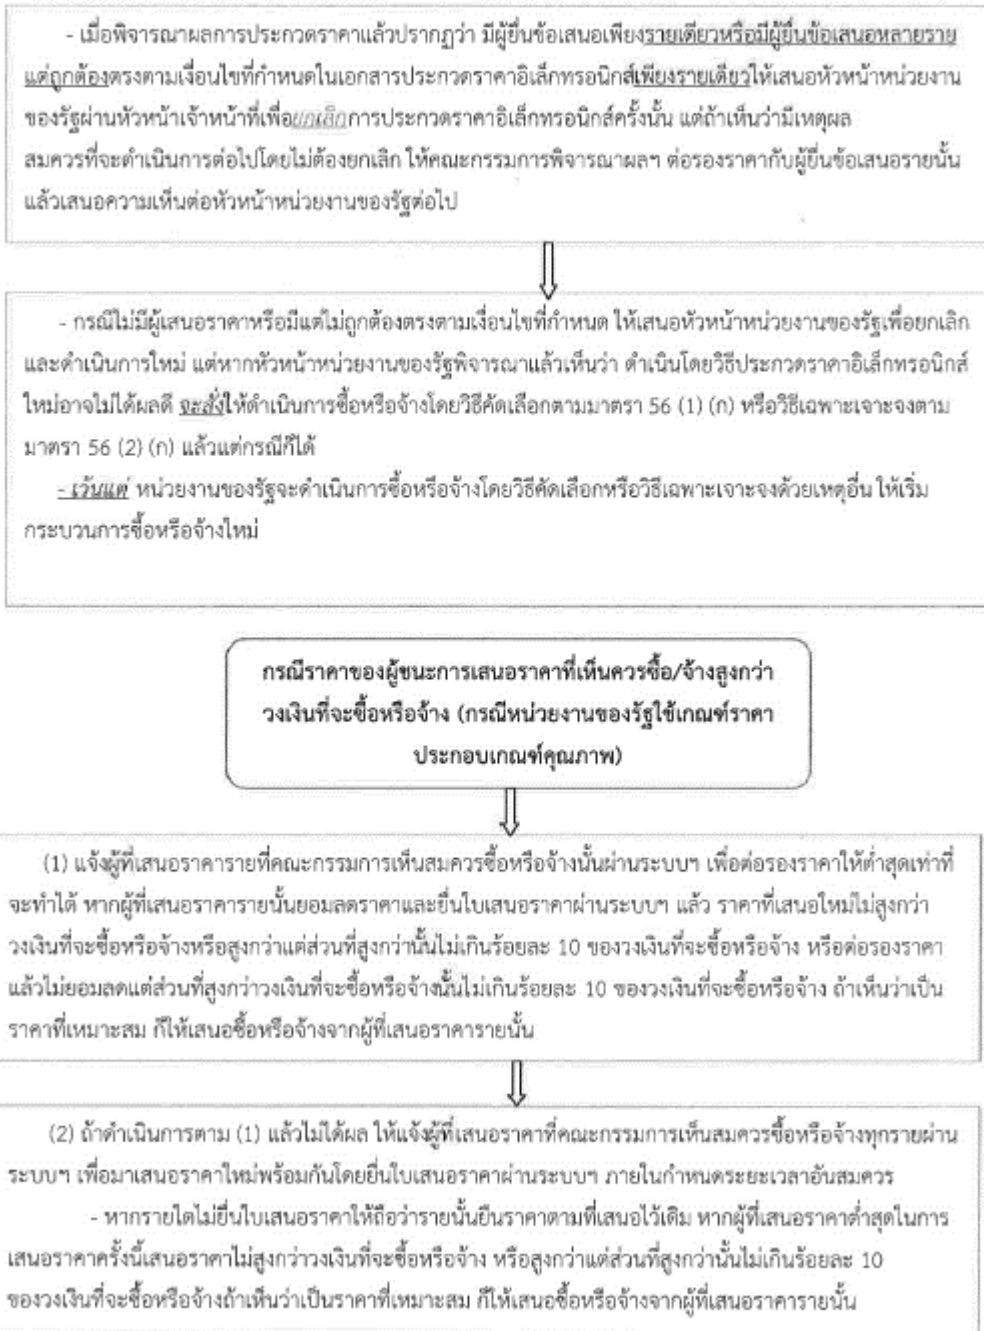 - เมื่อพิจารณาผลการประกวดราคาแล้วปรากฏว่า มีผู้ยื่นข้อเสนอเพียงรายเดียวหรือมีผู้ยื่นข้อเสนอหลายราย
แต่ถูกต้องตรงตามเงื่อนไขที่กำหนดในเอกสารประกวดราคาอิเล็กทรอนิกส์เพียงรายเดียวให้เสนอหัวหน้าหน่วยงาน
ของรัฐผ่านหัวหน้าเจ้าหน้าที่เพื่อยกเลิกการประกวดราคาอิเล็กทรอนิกส์ครั้งนั้น แต่ถ้าเห็นว่ามีเหตุผล
สมควรที่จะดำเนินการต่อไปโดยไม่ต้องยกเลิก ให้คณะกรรมการพิจารณาผลฯ ต่อรองราคากับผู้ยื่นข้อเสนอรายนั้น
แล้วเสนอความเห็นต่อหัวหน้าหน่วยงานของรัฐต่อไป
- กรณีไม่มีผู้เสนอราคาหรือมีแต่ไม่ถูกต้องตรงตามเงื่อนไขที่กำหนด ให้เสนอหัวหน้าหน่วยงานของรัฐเพื่อยกเลิก
และดำเนินการใหม่ แต่หากหัวหน้าหน่วยงานของรัฐพิจารณาแล้วเห็นว่า ดำเนินโดยวิธีประกวดราคาอิเล็กทรอนิกส์
ใหม่อาจไม่ได้ผลดี จะสั่งให้ดำเนินการซื้อหรือจ้างโดยวิธีคัดเลือกตามมาตรา 56 (1) (ก) หรือวิธีเฉพาะเจาะจงตาม
มาตรา 56 (2) (ก) แล้วแต่กรณีก็ได้
- เว้นแต่ หน่วยงานของรัฐจะดำเนินการซื้อหรือจ้างโดยวิธีคัดเลือกหรือวิธีเฉพาะเจาะจงด้วยเหตุอื่น ให้เริ่ม
กระบวนการซื้อหรือจ้างใหม่
กรณีราคาของผู้ชนะการเสนอราคาที่เห็นควรซื้อ/จ้างสูงกว่า
วงเงินที่จะซื้อหรือจ้าง (กรณีหน่วยงานของรัฐใช้เกณฑ์ราคา
ประกอบเกณฑ์คุณภาพ)
(1) แจ้งผู้ที่เสนอราคารายที่คณะกรรมการเห็นสมควรซื้อหรือจ้างนั้นผ่านระบบฯ เพื่อต่อรองราคาให้ต่ำสุดเท่าที่
จะทำได้ หากผู้ที่เสนอราคารายนั้นยอมลดราคาและยื่นใบเสนอราคาผ่านระบบฯ แล้ว ราคาที่เสนอใหม่ไม่สูงกว่า
วงเงินที่จะซื้อหรือจ้างหรือสูงกว่าแต่ส่วนที่สูงกว่านั้นไม่เกินร้อยละ 10 ของวงเงินที่จะซื้อหรือจ้าง หรือต่อรองราคา
แล้วไม่ยอมลดแต่ส่วนที่สูงกว่าวงเงินที่จะซื้อหรือจ้างนั้นไม่เกินร้อยละ 10 ของวงเงินที่จะซื้อหรือจ้าง ถ้าเห็นว่าเป็น
ราคาที่เหมาะสม ก็ให้เสนอซื้อหรือจ้างจากผู้ที่เสนอราคารายนั้น
(2) ถ้าดำเนินการตาม (1) แล้วไม่ได้ผล ให้แจ้งผู้ที่เสนอราคาที่คณะกรรมการเห็นสมควรซื้อหรือจ้างทุกรายผ่าน
ระบบฯ เพื่อมาเสนอราคาใหม่พร้อมกันโดยยื่นใบเสนอราคาผ่านระบบฯ ภายในกำหนดระยะเวลาอันสมควร
- หากรายใดไม่ยื่นใบเสนอราคาให้ถือว่ารายนั้นยืนราคาตามที่เสนอไว้เดิม หากผู้ที่เสนอราคาต่ำสุดในการ
เสนอราคาครั้งนี้เสนอราคาไม่สูงกว่าวงเงินที่จะซื้อหรือจ้าง หรือสูงกว่าแต่ส่วนที่สูงกว่านั้นไม่เกินร้อยละ 10
ของวงเงินที่จะซื้อหรือจ้างถ้าเห็นว่าเป็นราคาที่เหมาะสม ก็ให้เสนอซื้อหรือจ้างจากผู้ที่เสนอราคารายนั้น